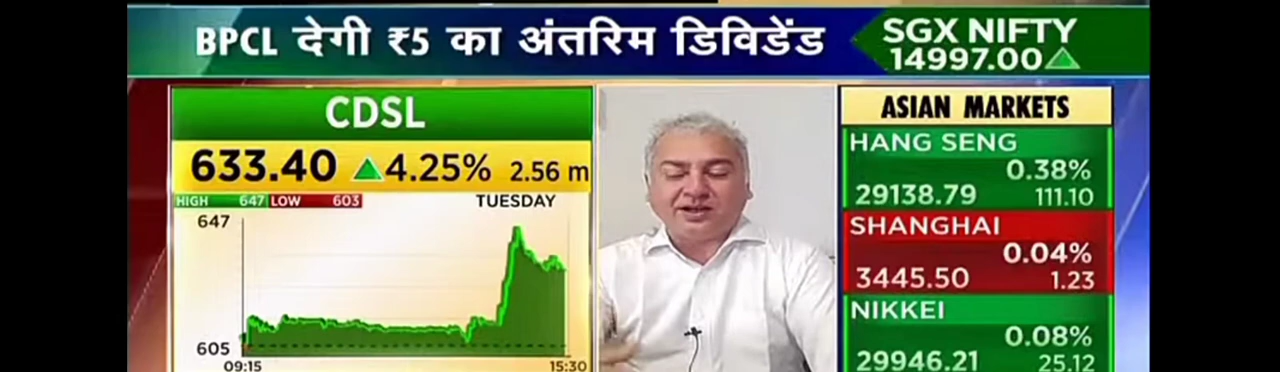 BPCL देगी ₹5 का अंतरिम डिविडेंड
SGX NIFTY
14997.00
CDSL
633.40 4.25% 2.56 m
HIGH 647 LOW 603
TUESDAY
647
605
09:15 15:30
ASIAN MARKETS
HANG SENG
0.38%
29138.79 111.10
SHANGHAI
0.04%
3445.50 1.23
NIKKEI
0.08%
29946.21 25.12